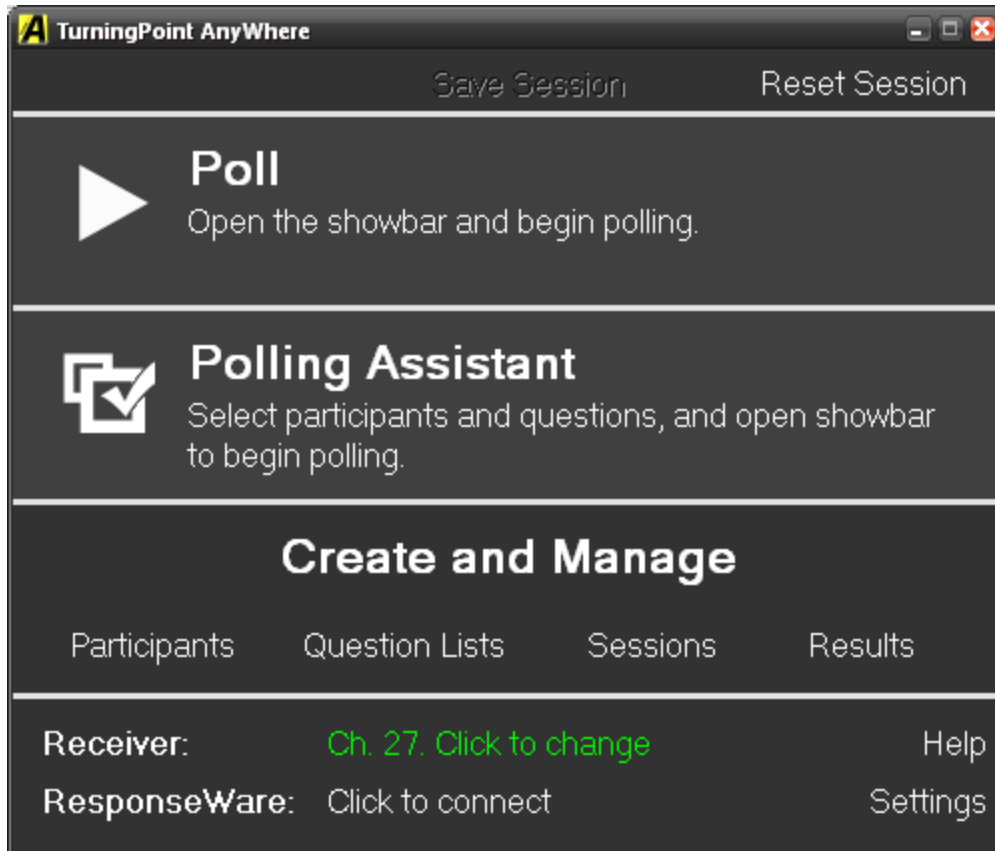 TurningPoint AnyWhere
Save Session Reset Session
Poll
Open the showbar and begin polling.
Polling Assistant
Select participants and questions, and open showbar
to begin polling.
Create and Manage
Participants Question Lists Sessions Results
Receiver: Ch. 27. Click to change Help
ResponseWare: Click to connect Settings